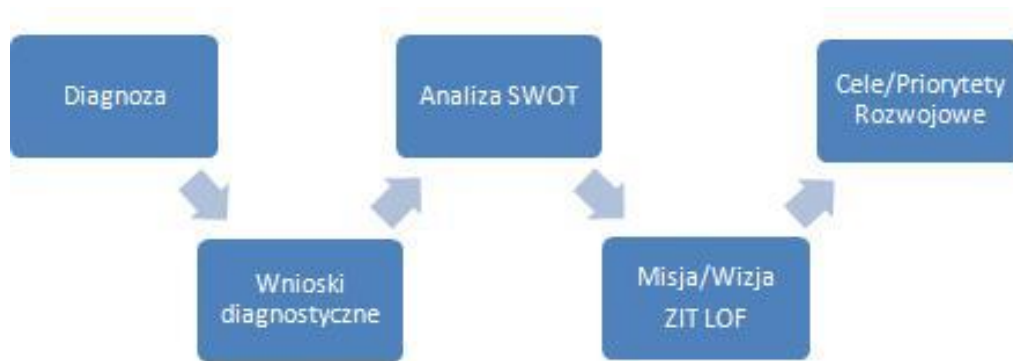 Diagnoza
Wnioski
diagnostyczne
Analiza SWOT
Misja/Wizja
ZIT LOF
Cele/Priorytety
Rozwojowe